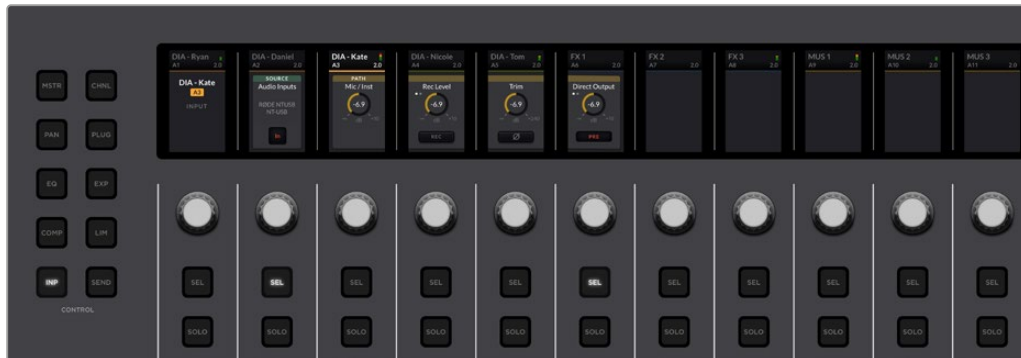 MSTR CHNL
PAN PLUG
EQ EXP
COMP LIM
INP SEND
CONTROL
DIA - Ryan
A1 2.0
DIA - Kate
A3
INPUT
DIA - Daniel
A2 2.0
SOURCE
Audio Inputs
RØDE NTUSB
NT-USB
In
DIA - Kate
A3 2.0
PATH
Mic / Inst
-6.9
dB
DIA - Nicole
A4 2.0
Rec Level
-6.9
dB
REC
DIA - Tom
A5 2.0
Trim
-6.9
dB
Ø
FX 1
A6 2.0
Direct Output
-6.9
dB
PRE
FX 2
A7 2.0
FX 3
A8 2.0
MUS 1
A9 2.0
MUS 2
A10 2.0
MUS 3
A11 2.0
SEL SEL SEL SEL SEL SEL SEL SEL SEL SEL SEL
SOLO SOLO SOLO SOLO SOLO SOLO SOLO SOLO SOLO SOLO SOLO